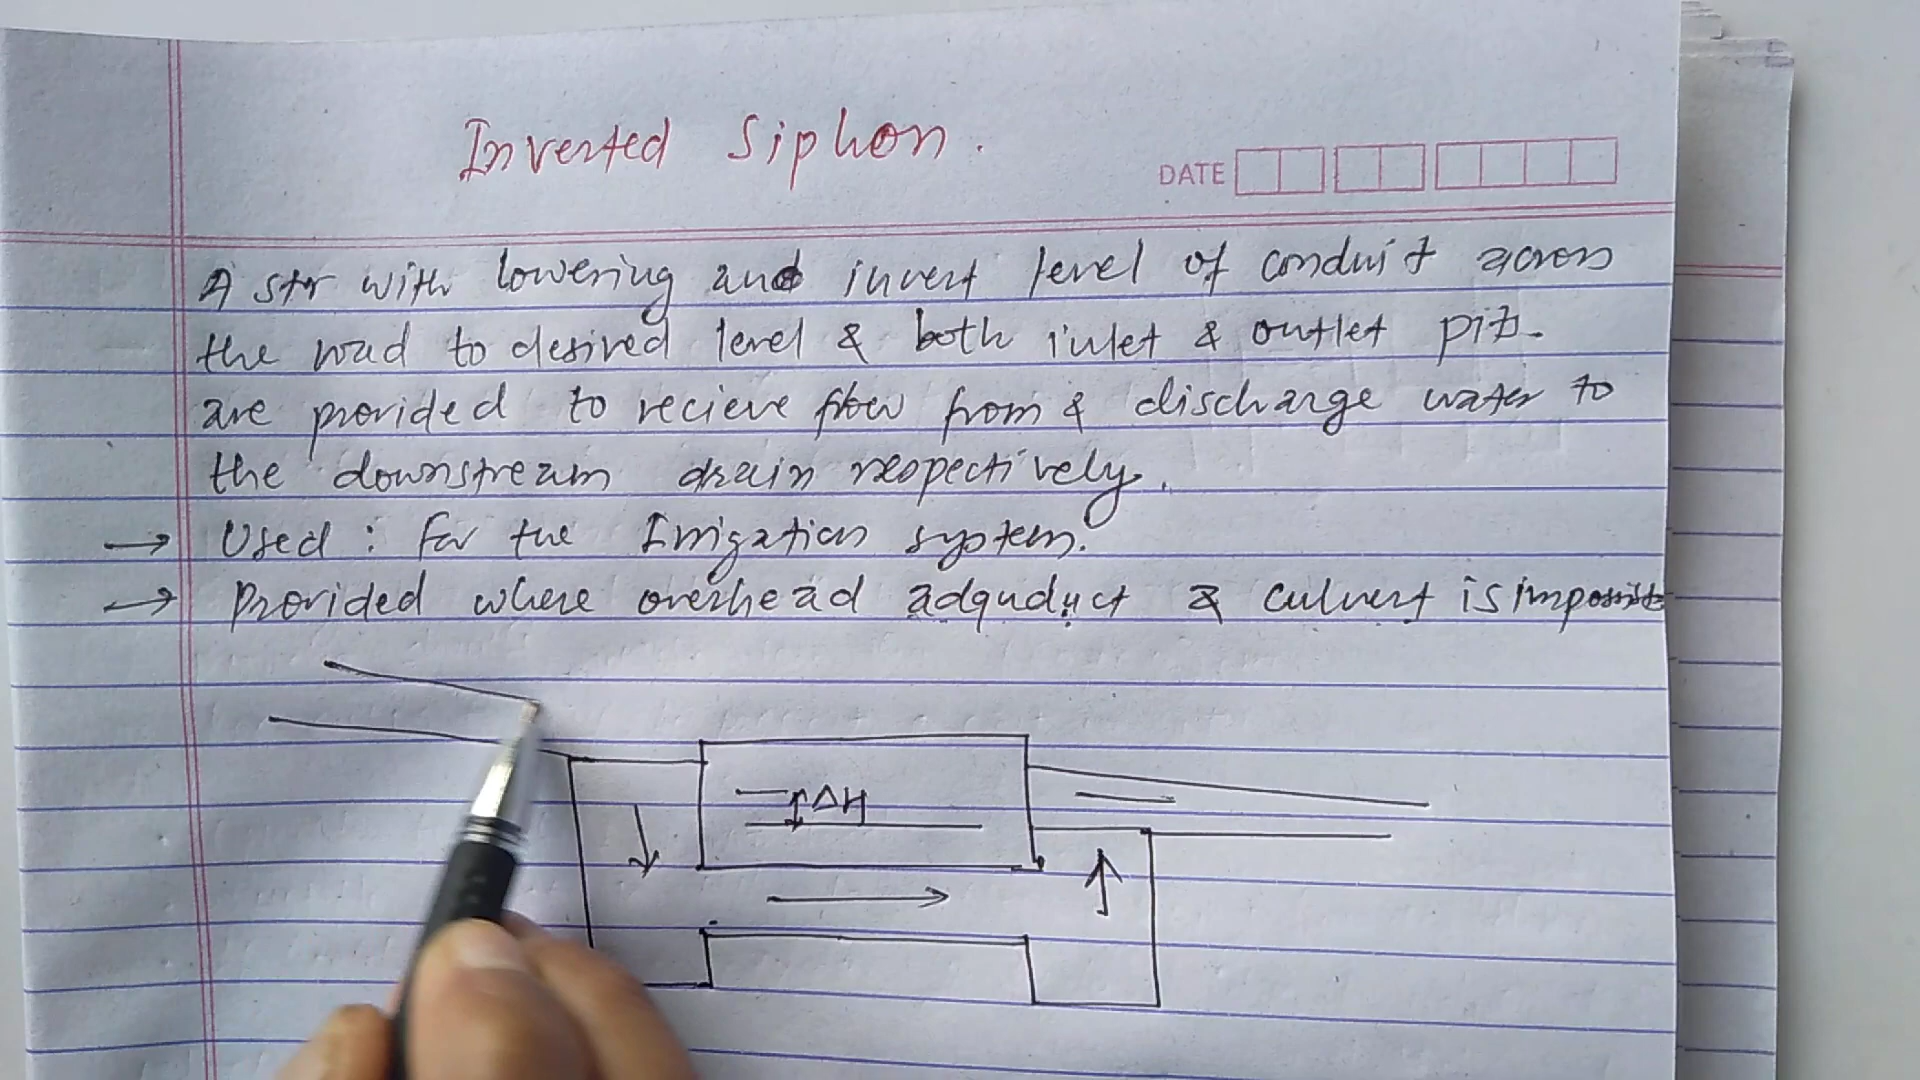 Inverted Siphon.
DATE
A str with lowering and invert level of conduit across
the road to desired level & both inlet & outlet pit.
are provided to recieve flow from & discharge water to
the downstream drain respectively.
→ Used : For the Irrigation system.
→ Provided where overhead adquduct & culvert is impossible
ΔH